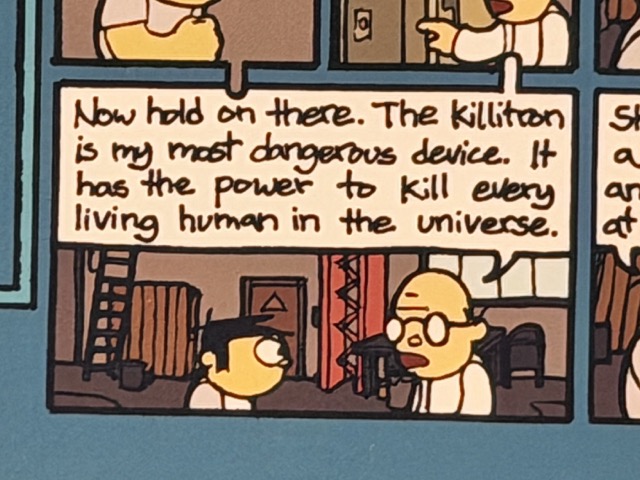 Now hold on there. The Killitron
is my most dangerous device. It
has the power to kill every
living human in the universe.
a
at